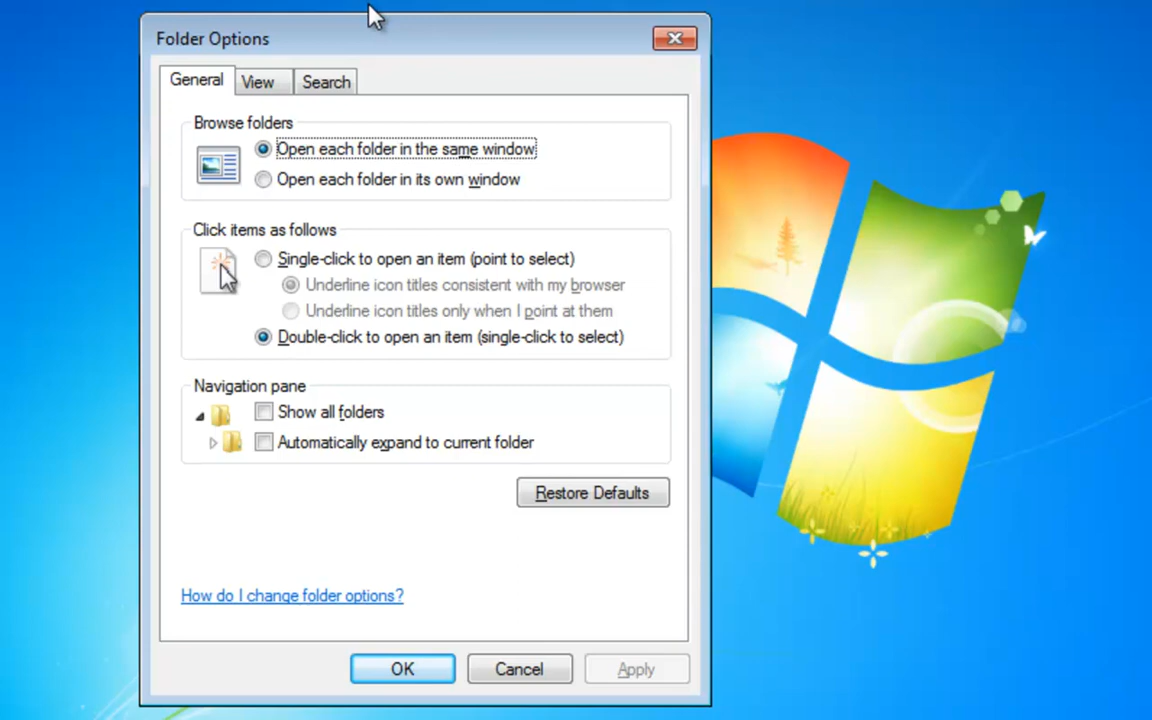 Folder Options
General View Search
Browse folders
Open each folder in the same window
Open each folder in its own window
Click items as follows
Single-click to open an item (point to select)
Underline icon titles consistent with my browser
Underline icon titles only when I point at them
Double-click to open an item (single-click to select)
Navigation pane
Show all folders
Automatically expand to current folder
Restore Defaults
How do I change folder options?
OK Cancel Apply